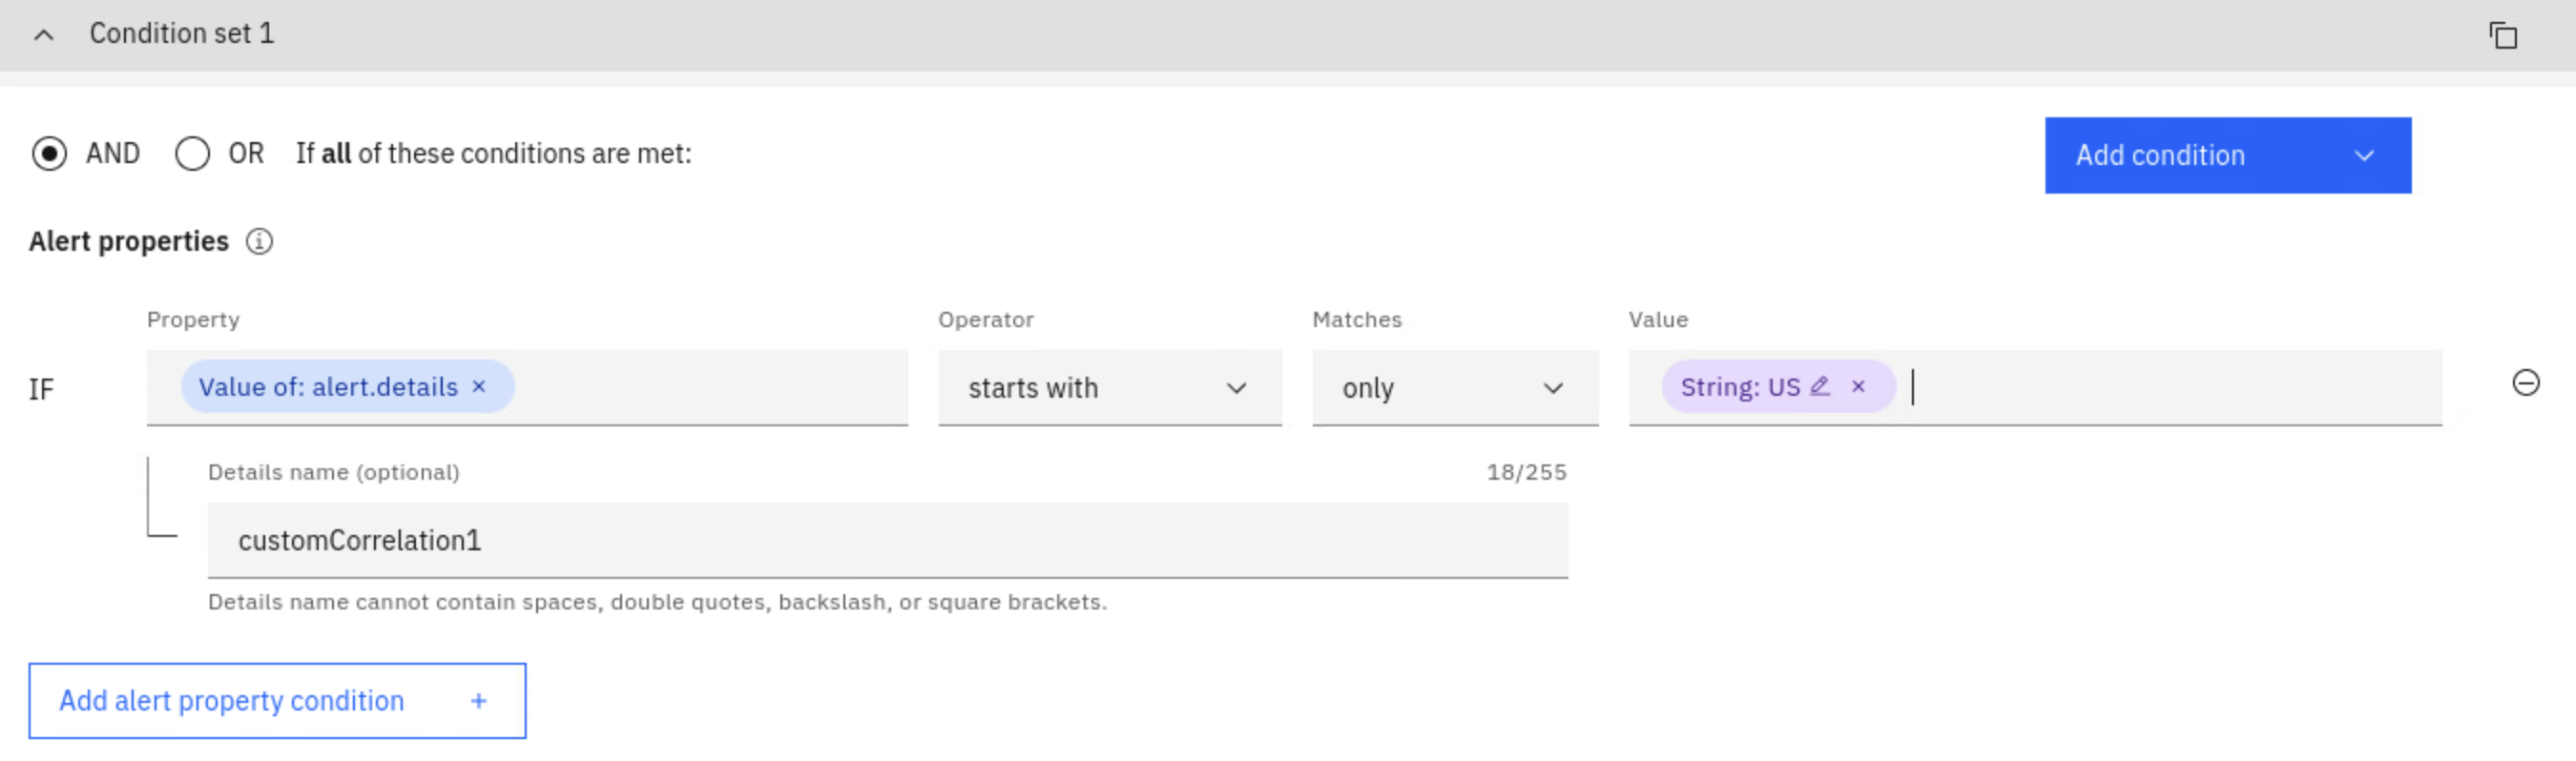 Condition set 1
AND OR If all of these conditions are met:
Add condition
Alert properties
Property Operator Matches Value
IF Value of: alert.details × starts with only String: US ×
Details name (optional) 18/255
customCorrelation1
Details name cannot contain spaces, double quotes, backslash, or square brackets.
Add alert property condition +